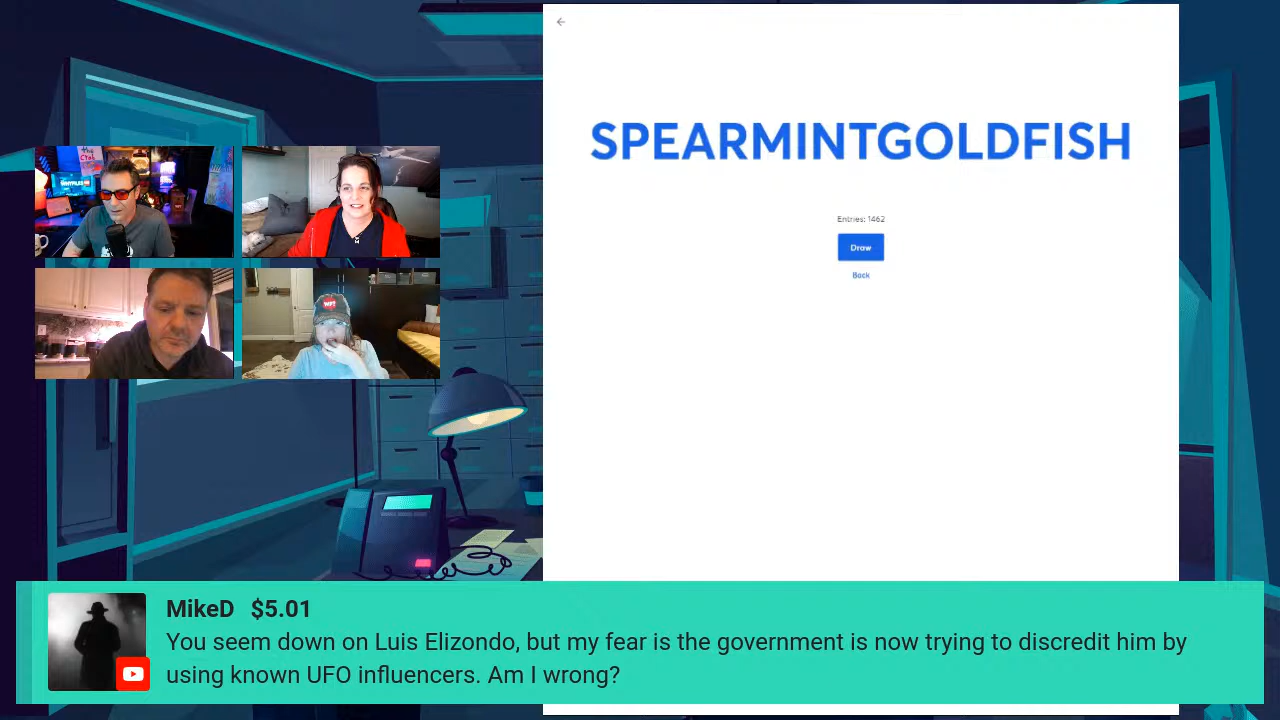 SPEARMINTGOLDFISH
Entries: 1462
Draw
Back
MikeD $5.01
You seem down on Luis Elizondo, but my fear is the government is now trying to discredit him by
using known UFO influencers. Am I wrong?